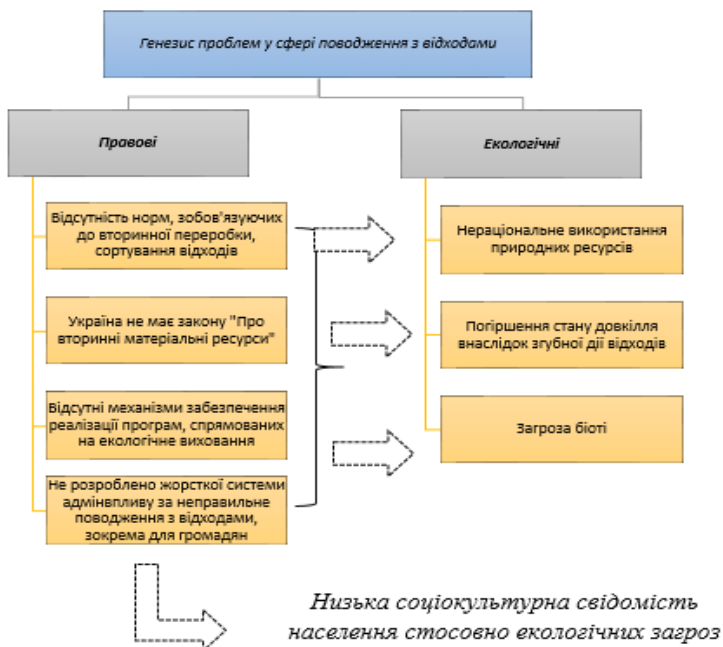 Генезис проблем у сфері поводження з відходами
Правові
Екологічні
Відсутність норм, зобов'язуючих
до вторинної переробки,
сортування відходів
Україна не має закону "Про
вторинні матеріальні ресурси"
Відсутні механізми забезпечення
реалізації програм, спрямованих
на екологічне виховання
Не розроблено жорсткої системи
адмінвпливу за неправильне
поводження з відходами,
зокрема для громадян
Нераціональне використання
природних ресурсів
Погіршення стану довкілля
внаслідок згубної дії відходів
Загроза біоті
Низька соціокультурна свідомість
населення стосовно екологічних загроз